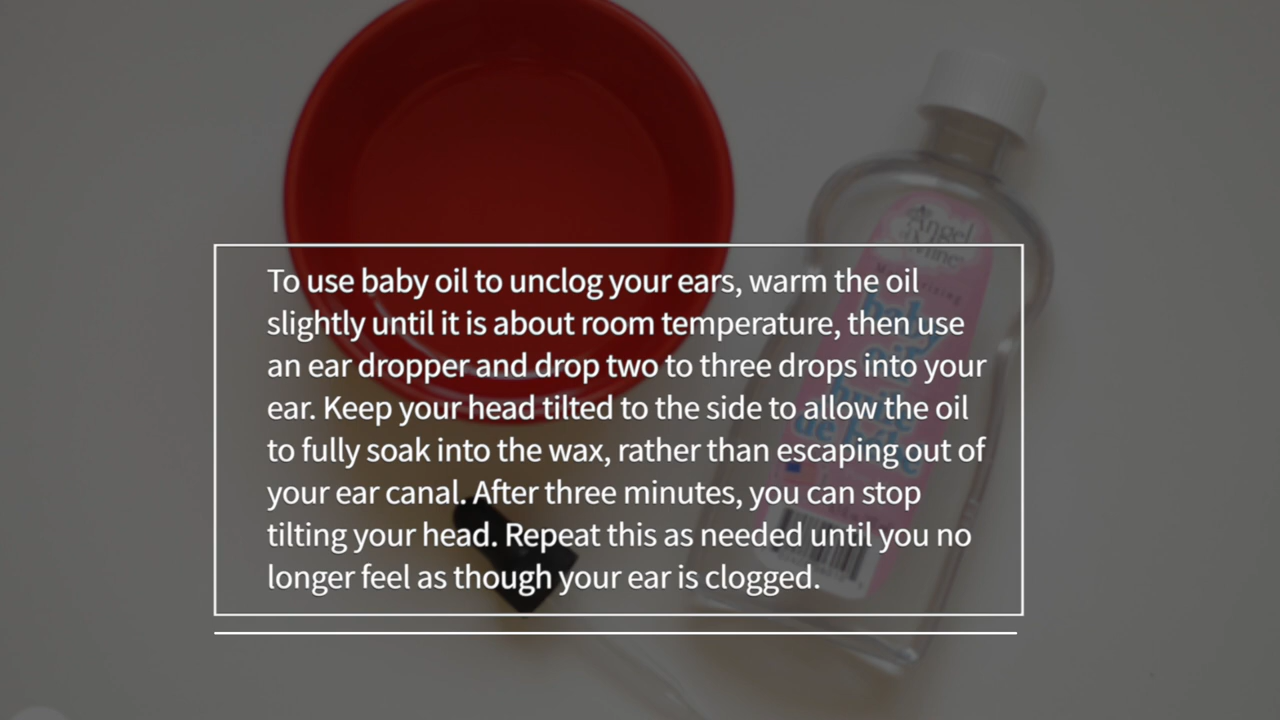 To use baby oil to unclog your ears, warm the oil
slightly until it is about room temperature, then use
an ear dropper and drop two to three drops into your
ear. Keep your head tilted to the side to allow the oil
to fully soak into the wax, rather than escaping out of
your ear canal. After three minutes, you can stop
tilting your head. Repeat this as needed until you no
longer feel as though your ear is clogged.
Angel
of Mine
baby